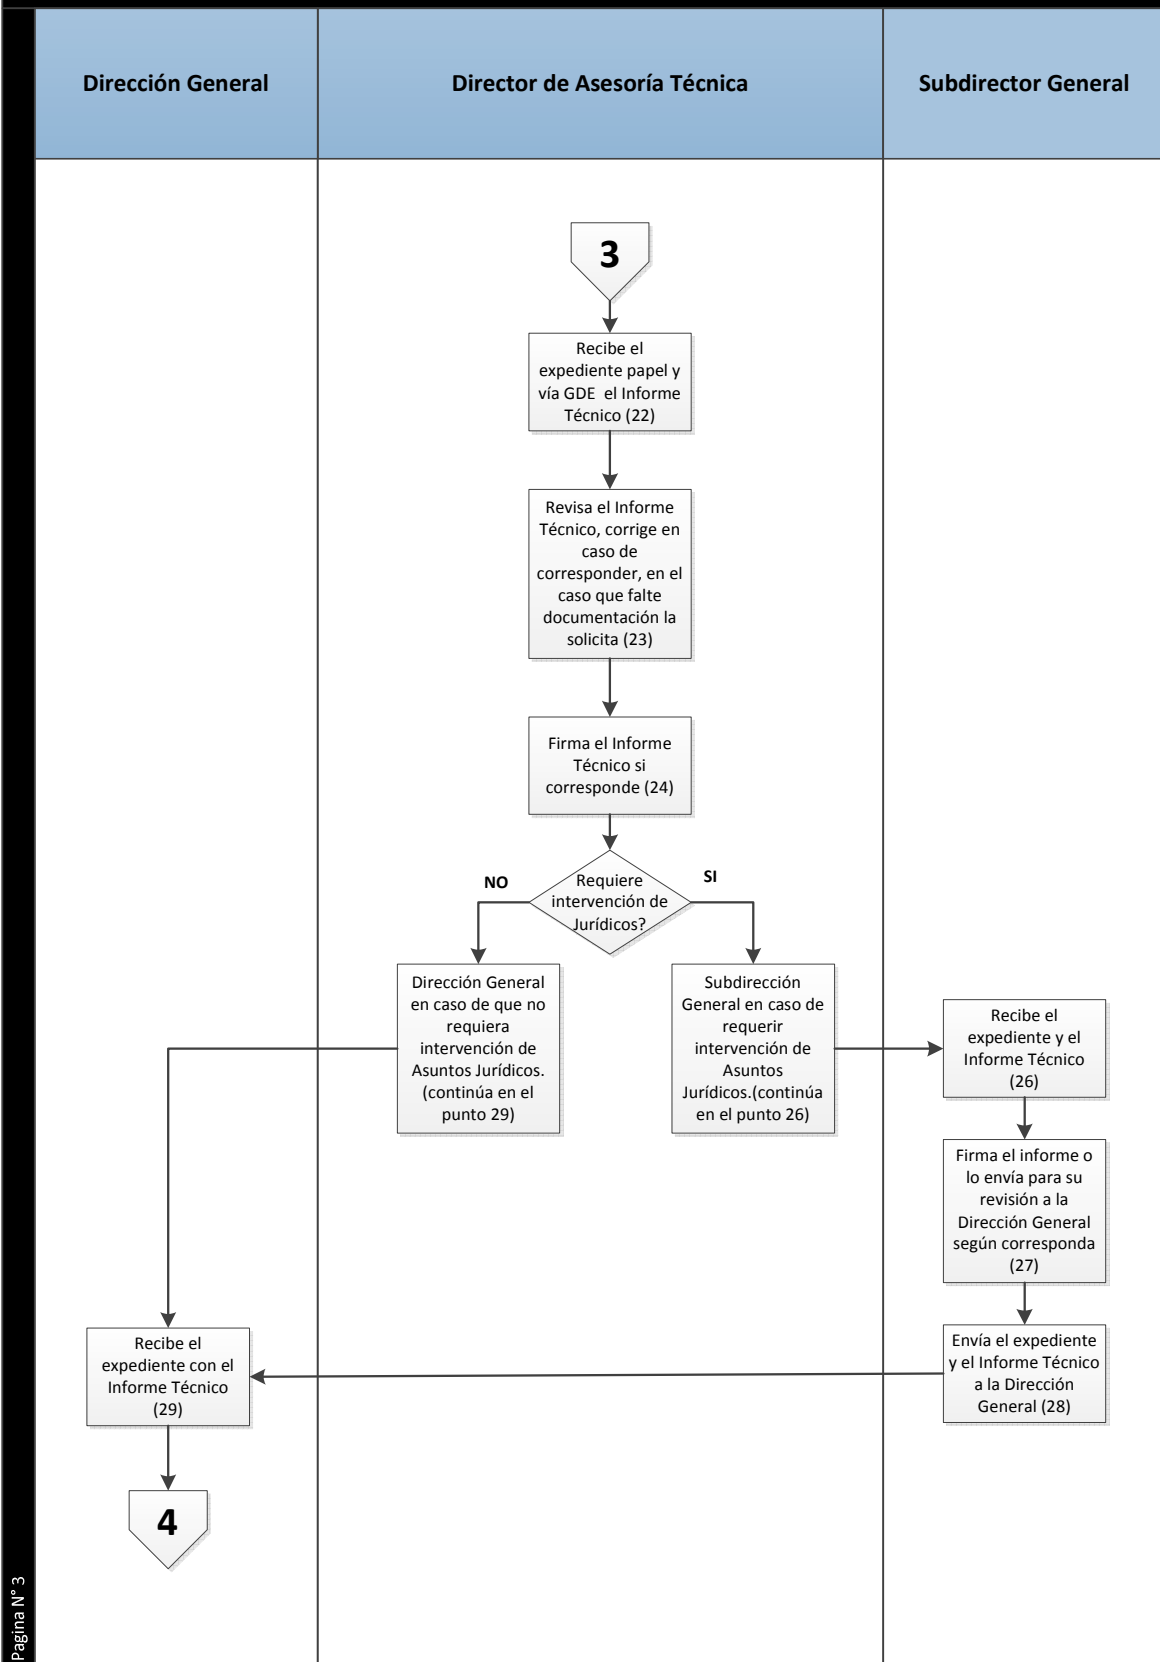 Dirección General
Director de Asesoría Técnica
Subdirector General
3
Recibe el
expediente papel y
vía GDE el Informe
Técnico (22)
Revisa el Informe
Técnico, corrige en
caso de
corresponder, en el
caso que falte
documentación la
solicita (23)
Firma el Informe
Técnico si
corresponde (24)
Requiere
intervención de
Jurídicos?
NO
SI
Dirección General
en caso de que no
requiera
intervención de
Asuntos Jurídicos.
(continúa en el
punto 29)
Subdirección
General en caso de
requerir
intervención de
Asuntos
Jurídicos.(continúa
en el punto 26)
Recibe el
expediente y el
Informe Técnico
(26)
Firma el informe o
lo envía para su
revisión a la
Dirección General
según corresponda
(27)
Envía el expediente
y el Informe Técnico
a la Dirección
General (28)
Recibe el
expediente con el
Informe Técnico
(29)
4
Pagina N° 3